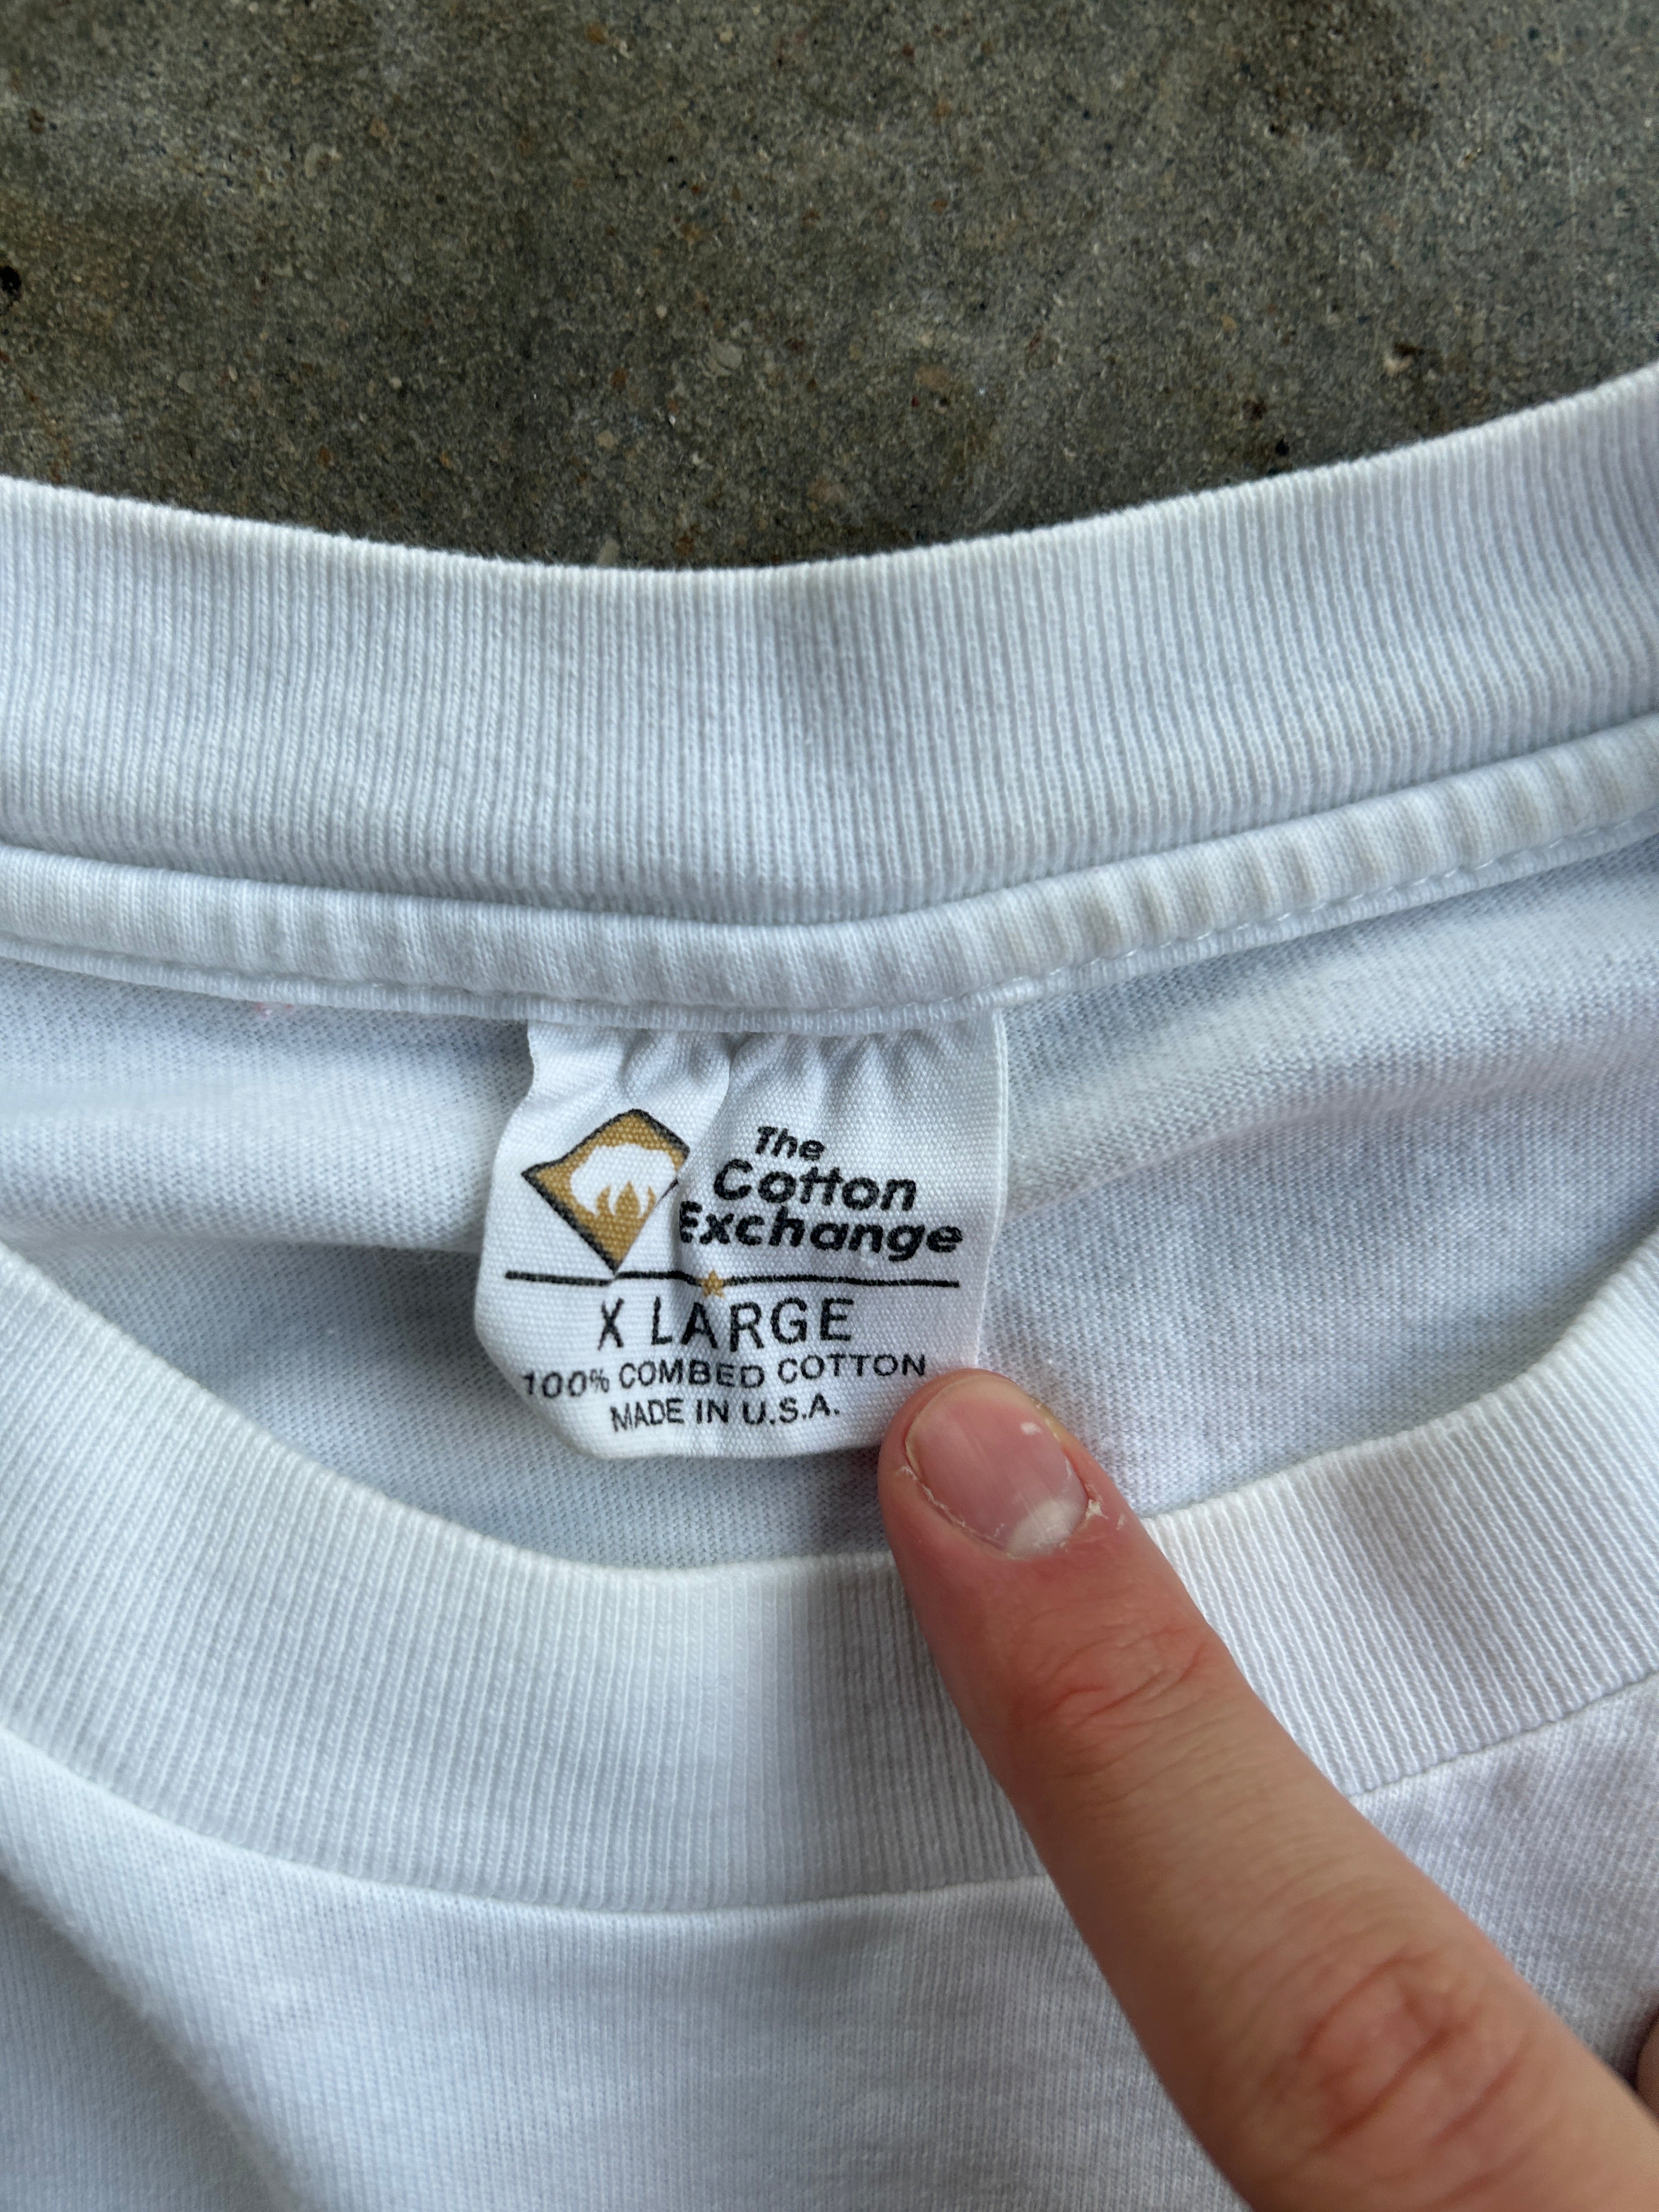 The
Cotton
Exchange
X LARGE
100% COMBED COTTON
MADE IN U.S.A.